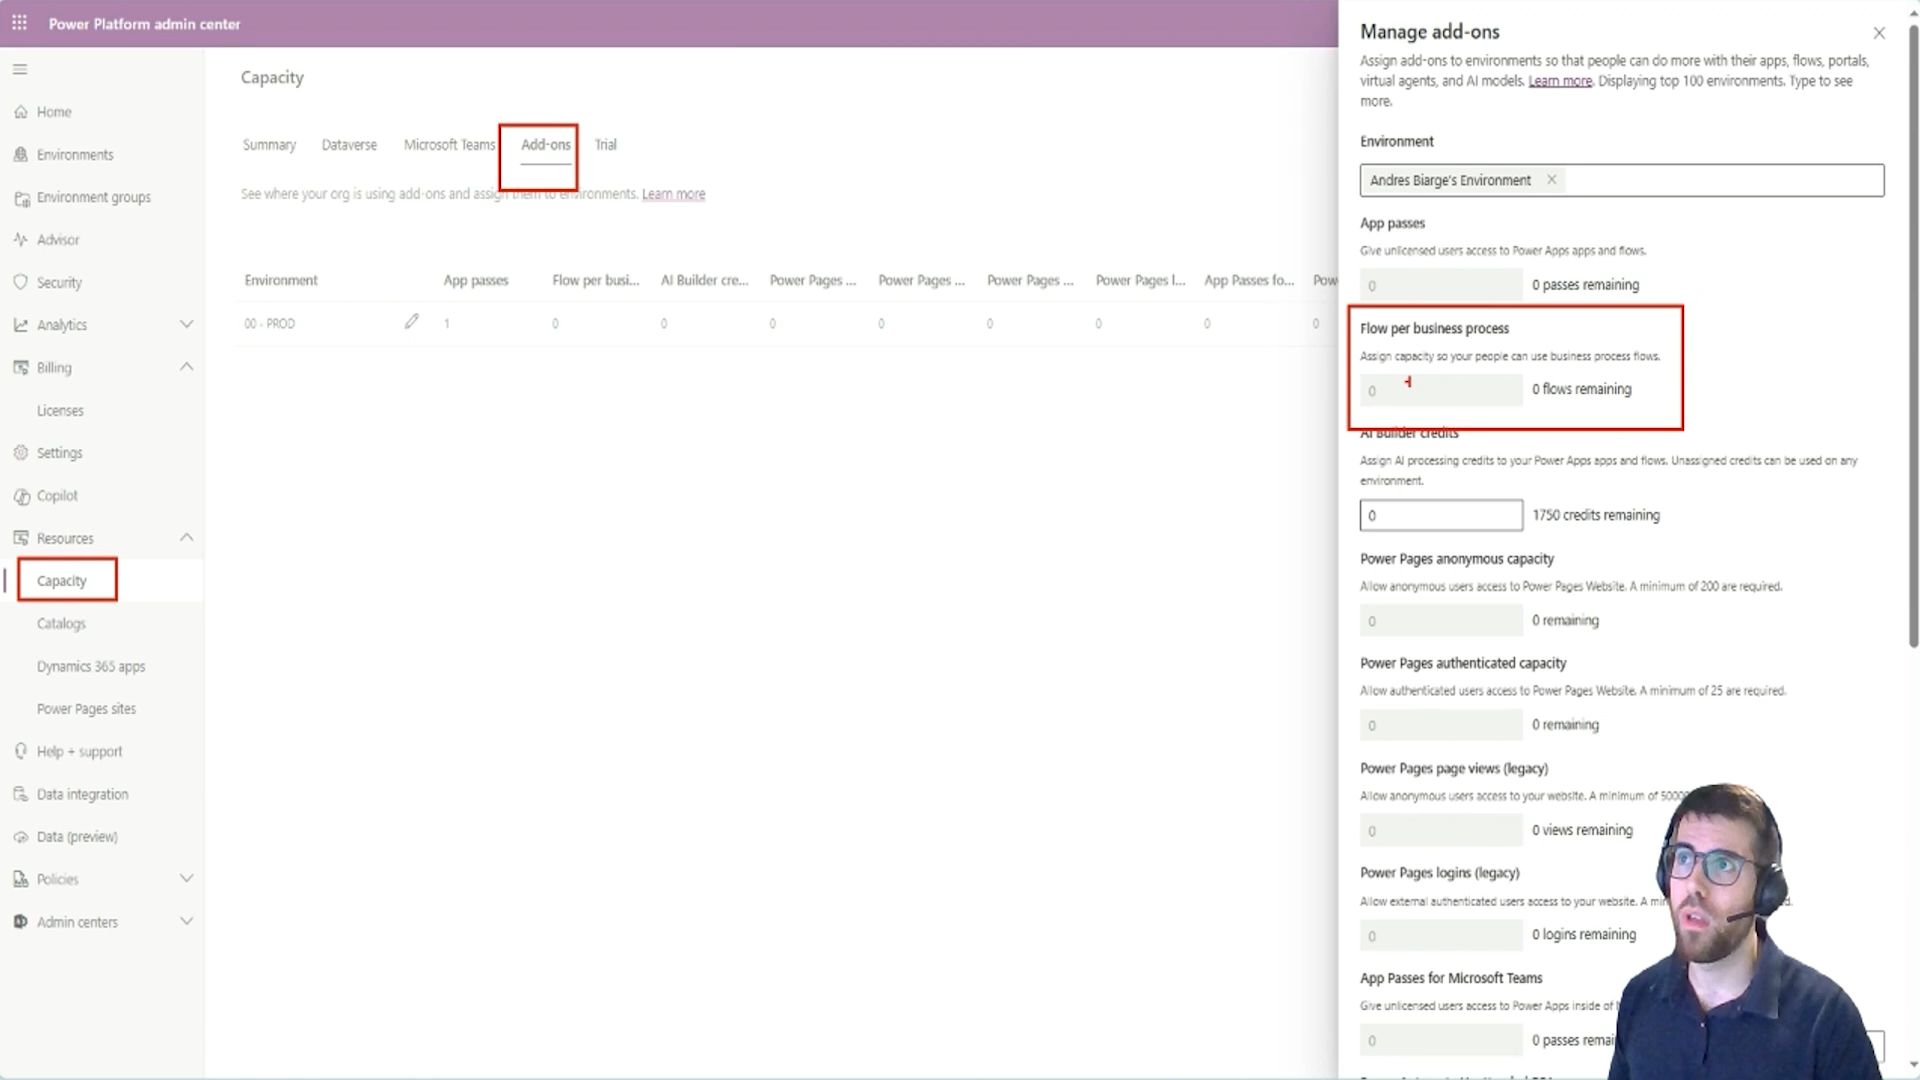 Power Platform admin center
Home
Environments
Environment groups
Advisor
Security
Analytics
Billing
Licenses
Settings
Copilot
Resources
Capacity
Catalogs
Dynamics 365 apps
Power Pages sites
Help + support
Data integration
Data (preview)
Policies
Admin centers
Capacity
Summary Dataverse Microsoft Teams Add-ons Trial
See where your org is using add-ons and assign them to environments. Learn more
Environment App passes Flow per busi... AI Builder cre... Power Pages ... Power Pages ... Power Pages ... Power Pages l... App Passes fo... Pow
00 - PROD 1 0 0 0 0 0 0 0 0
Manage add-ons
Assign add-ons to environments so that people can do more with their apps, flows, portals,
virtual agents, and AI models. Learn more. Displaying top 100 environments. Type to see
more.
Environment
Andres Biarge's Environment
App passes
Give unlicensed users access to Power Apps apps and flows.
0 0 passes remaining
Flow per business process
Assign capacity so your people can use business process flows.
0 0 flows remaining
AI Builder credits
Assign AI processing credits to your Power Apps apps and flows. Unassigned credits can be used on any
environment.
0 1750 credits remaining
Power Pages anonymous capacity
Allow anonymous users access to Power Pages Website. A minimum of 200 are required.
0 0 remaining
Power Pages authenticated capacity
Allow authenticated users access to Power Pages Website. A minimum of 25 are required.
0 0 remaining
Power Pages page views (legacy)
Allow anonymous users access to your website. A minimum of 5000
0 0 views remaining
Power Pages logins (legacy)
Allow external authenticated users access to your website. A mi
0 0 logins remaining
App Passes for Microsoft Teams
Give unlicensed users access to Power Apps inside of
0 0 passes remai